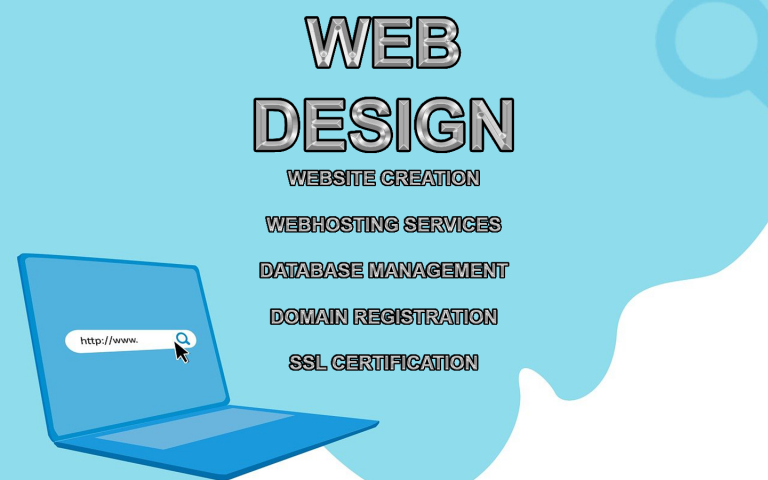 WEB
DESIGN
WEBSITE CREATION
WEBHOSTING SERVICES
DATABASE MANAGEMENT
DOMAIN REGISTRATION
http://www.
SSL CERTIFICATION